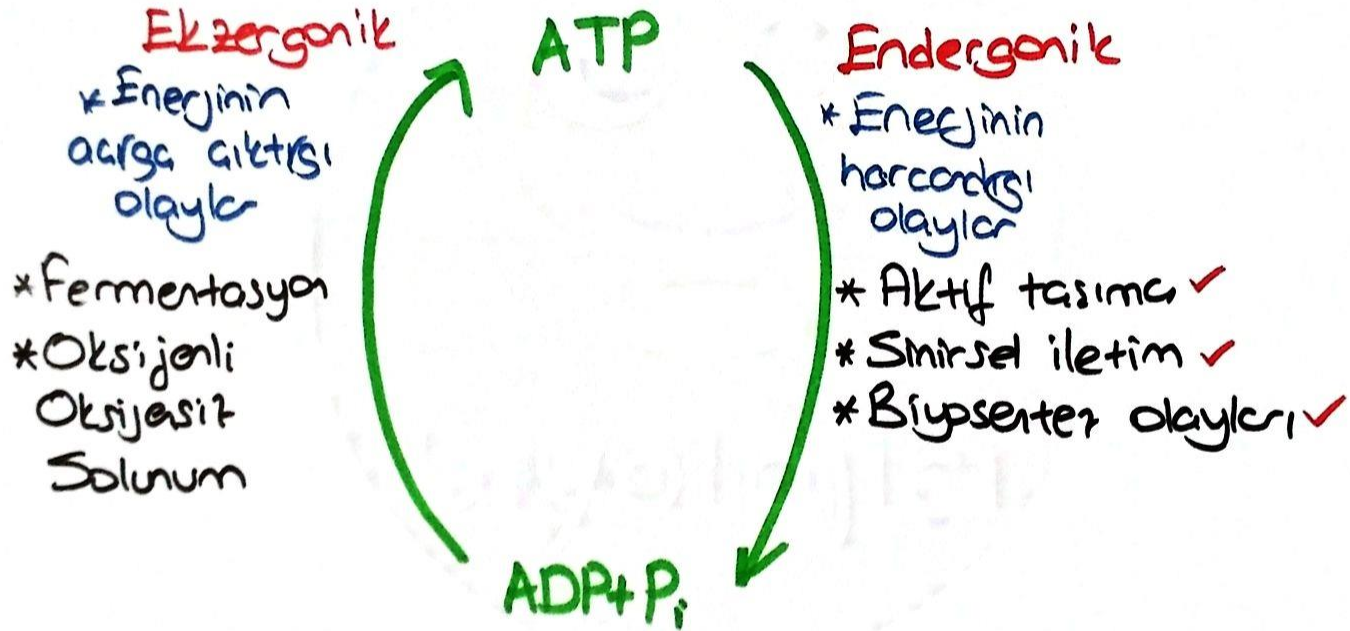 Ekzergonik
* Enerjinin
açığa çıktığı
olaylar
* Fermentasyon
* Oksijenli
Oksijensiz
Solunum
ATP
ADP+Pi
Endergonik
* Enerjinin
harcadığı
olaylar
* Aktif taşıma ✓
* Sinirsel iletim ✓
* Biyosentez olayları ✓